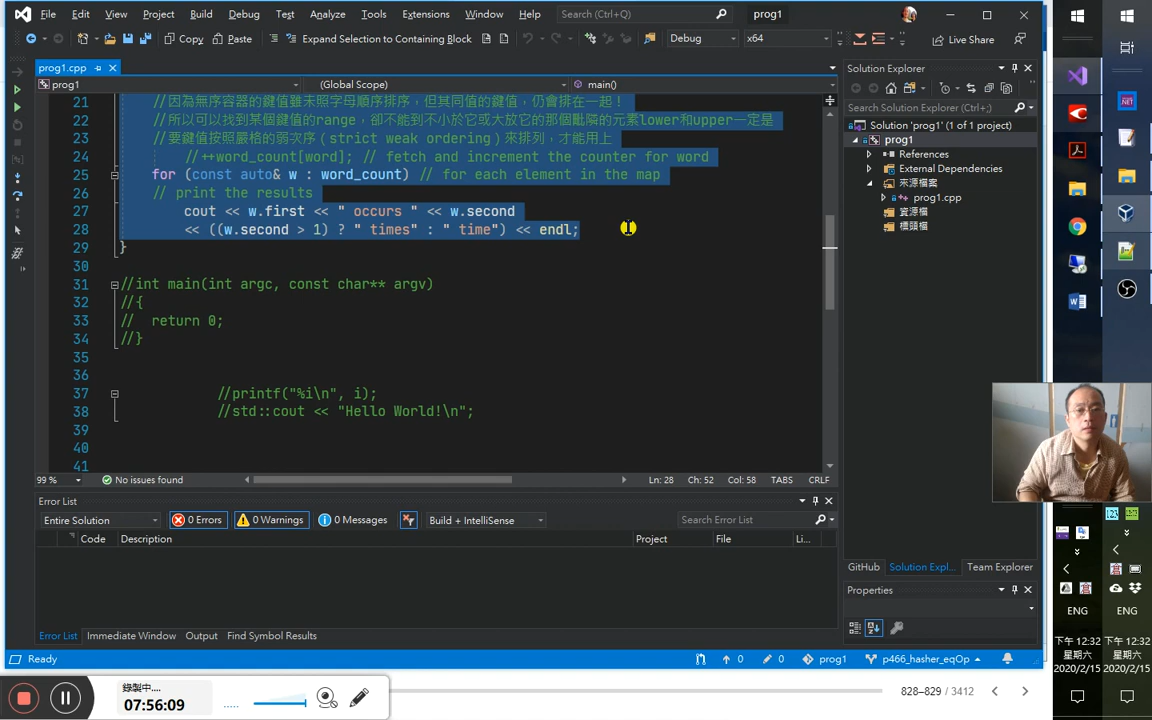 File Edit View Project Build Debug Test Analyze Tools Extensions Window Help Search (Ctrl+Q) prog1
Copy Paste Expand Selection to Containing Block Debug x64 Live Share
prog1.cpp
prog1 (Global Scope) main()
21 //因為無序容器的鍵值雖未照字母順序排序，但其同值的鍵值，仍會排在一起！
22 //所以可以找到某個鍵值的range，卻不能到不小於它或大放它的那個毗隣的元素lower和upper一定是
23 //要鍵值按照嚴格的弱次序(strict weak ordering)來排列，才能用上
24 //++word_count[word]; // fetch and increment the counter for word
25 for (const auto& w : word_count) // for each element in the map
26 // print the results
27 cout << w.first << " occurs " << w.second
28 << ((w.second > 1) ? " times" : " time") << endl;
29 }
30
31 //int main(int argc, const char** argv)
32 //{
33 // return 0;
34 //}
35
36
37 //printf("%i\n", i);
38 //std::cout << "Hello World!\n";
39
40
41
99 % No issues found Ln: 28 Ch: 52 Col: 58 TABS CRLF
Error List
Entire Solution 0 Errors 0 Warnings 0 Messages Build + IntelliSense Search Error List
Code Description Project File Li...
Error List Immediate Window Output Find Symbol Results
Ready 0 0 prog1 p466_hasher_eqOp
Solution Explorer
Search Solution Explorer (Ctrl+;)
Solution 'prog1' (1 of 1 project)
prog1
References
External Dependencies
來源檔案
prog1.cpp
資源檔
標頭檔
GitHub Solution Expl... Team Explorer
Properties
錄製中....
07:56:09
828–829 / 3412
ENG ENG
下午 12:32 下午 12:32
星期六 星期六
2020/2/15 2020/2/15